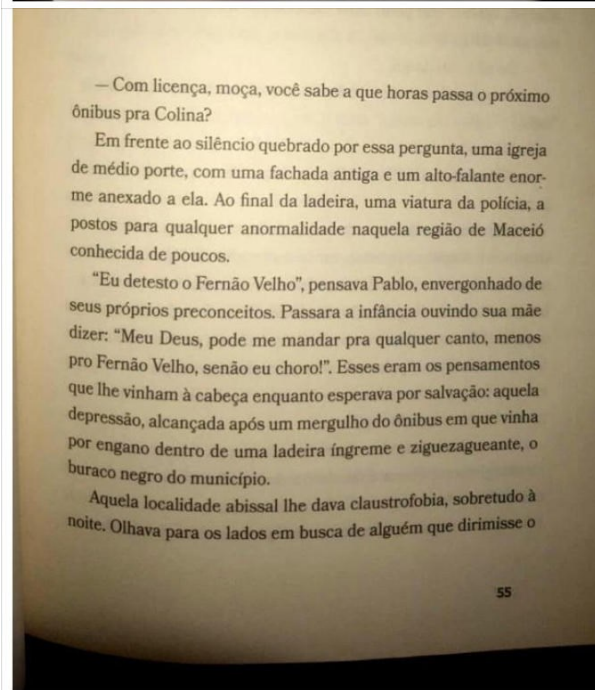 — Com licença, moça, você sabe a que horas passa o próximo
ônibus pra Colina?
Em frente ao silêncio quebrado por essa pergunta, uma igreja
de médio porte, com uma fachada antiga e um alto-falante enor-
me anexado a ela. Ao final da ladeira, uma viatura da polícia, a
postos para qualquer anormalidade naquela região de Maceió
conhecida de poucos.
“Eu detesto o Fernão Velho”, pensava Pablo, envergonhado de
seus próprios preconceitos. Passara a infância ouvindo sua mãe
dizer: “Meu Deus, pode me mandar pra qualquer canto, menos
pro Fernão Velho, senão eu choro!”. Esses eram os pensamentos
que lhe vinham à cabeça enquanto esperava por salvação: aquela
depressão, alcançada após um mergulho do ônibus em que vinha
por engano dentro de uma ladeira íngreme e ziguezagueante, o
buraco negro do município.
Aquela localidade abissal lhe dava claustrofobia, sobretudo à
noite. Olhava para os lados em busca de alguém que dirimisse o
55